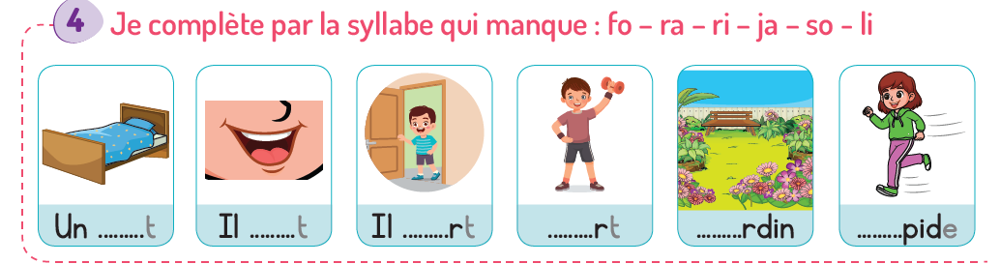 4 Je complète par la syllabe qui manque : fo – ra – ri – ja – so - li
Un .........t
Il .........t
Il .........rt
.........rt
.........rdin
.........pide